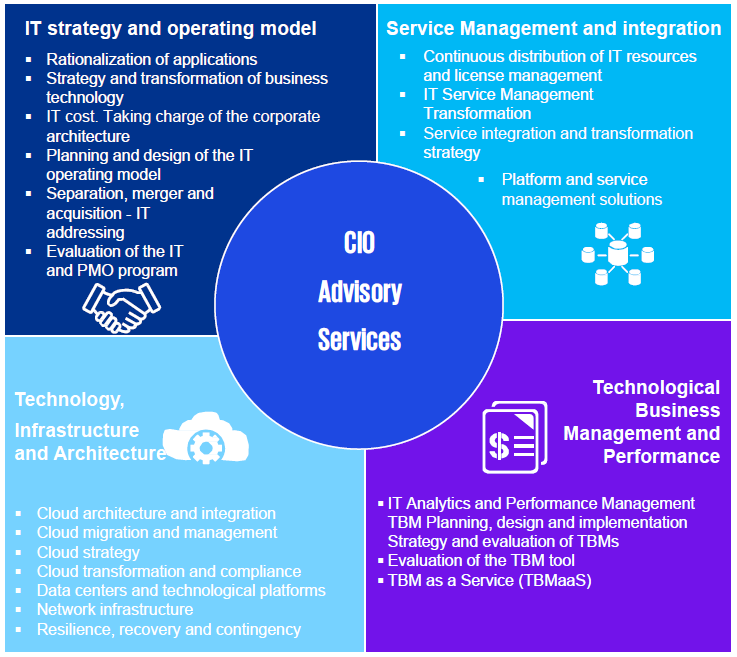 IT strategy and operating model
▪ Rationalization of applications
▪ Strategy and transformation of business
technology
▪ IT cost. Taking charge of the corporate
architecture
▪ Planning and design of the IT
operating model
▪ Separation, merger and
acquisition - IT
addressing
▪ Evaluation of the IT
and PMO program
Service Management and integration
▪ Continuous distribution of IT resources
and license management
▪ IT Service Management
Transformation
▪ Service integration and transformation
strategy
▪ Platform and service
management solutions
CIO
Advisory
Services
Technology,
Infrastructure
and Architecture
▪ Cloud architecture and integration
▪ Cloud migration and management
▪ Cloud strategy
▪ Cloud transformation and compliance
▪ Data centers and technological platforms
▪ Network infrastructure
▪ Resilience, recovery and contingency
$
Technological
Business
Management and
Performance
▪ IT Analytics and Performance Management
TBM Planning, design and implementation
Strategy and evaluation of TBMs
▪ Evaluation of the TBM tool
▪ TBM as a Service (TBMaaS)